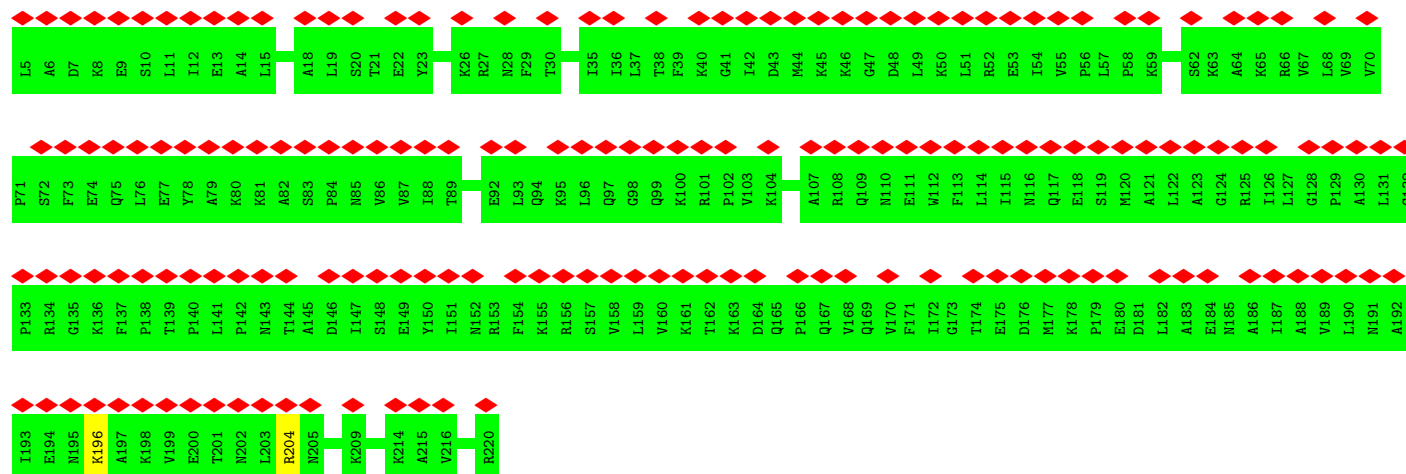 L5 A6 D7 K8 E9 S10 L11 I12 E13 A14 L15 A18 L19 S20 T21 E22 Y23 K26 R27 N28 F29 T30 I35 I36 L37 T38 F39 K40 G41 I42 D43 M44 K45 K46 G47 D48 L49 K50 L51 R52 E53 I54 V55 P56 L57 P58 K59 S62 K63 A64 K65 R66 V67 L68 V69 V70
P71 S72 F73 E74 Q75 L76 E77 Y78 A79 K80 K81 A82 S83 P84 N85 V86 V87 I88 T89 E92 L93 Q94 K95 L96 Q97 G98 Q99 K100 R101 P102 V103 K104 A107 R108 Q109 N110 E111 W112 F113 L114 I115 N116 Q117 E118 S119 M120 A121 L122 A123 G124 R125 I126 L127 G128 P129 A130 L131
P133 R134 G135 K136 F137 P138 T139 P140 L141 P142 N143 T144 A145 D146 T147 S148 E149 Y150 I151 N152 R153 F154 K155 R156 S157 V158 L159 V160 K161 T162 K163 D164 Q165 P166 Q167 V168 Q169 V170 F171 I172 G173 T174 E175 D176 M177 K178 P179 E180 D181 L182 A183 E184 N185 A186 I187 A188 V189 L190 N191 A192
I193 E194 N195 K196 A197 K198 V199 E200 T201 N202 L203 R204 N205 K209 K214 A215 V216 R220